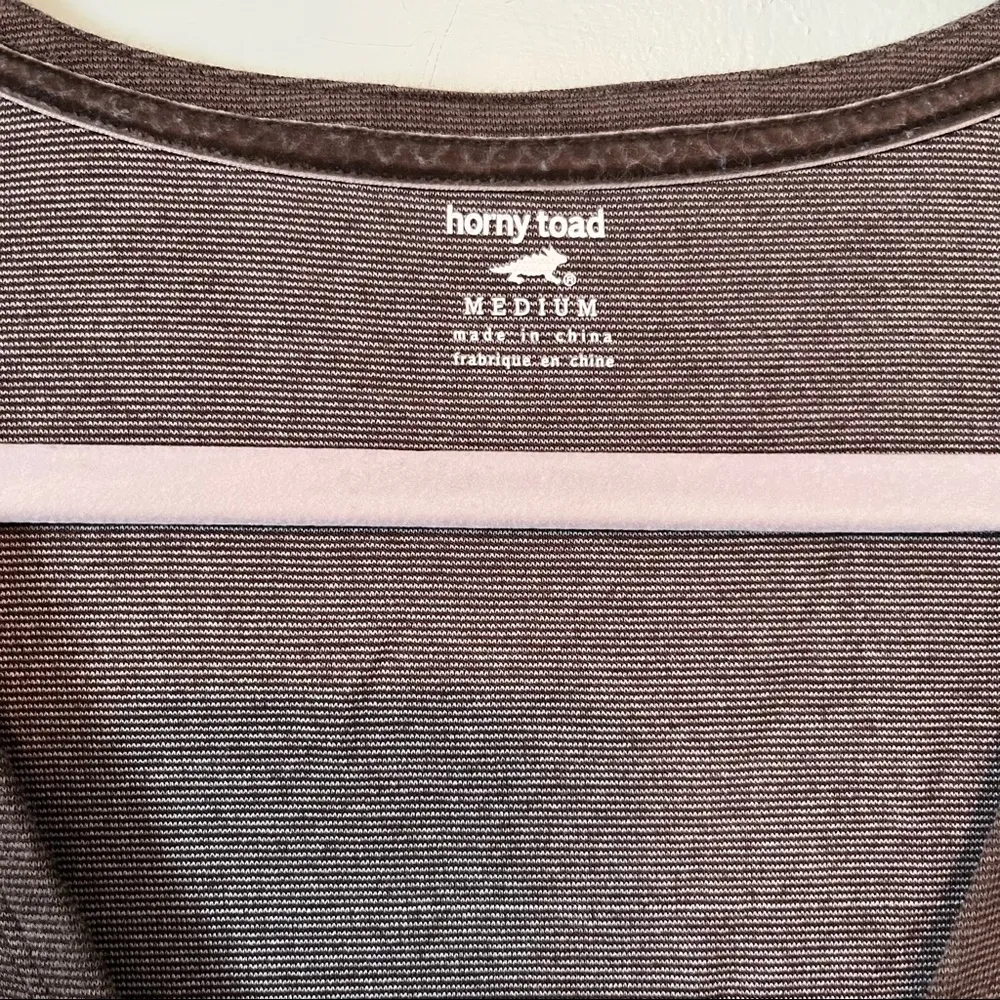 horny toad
®
MEDIUM
made in china
frabrique en chine